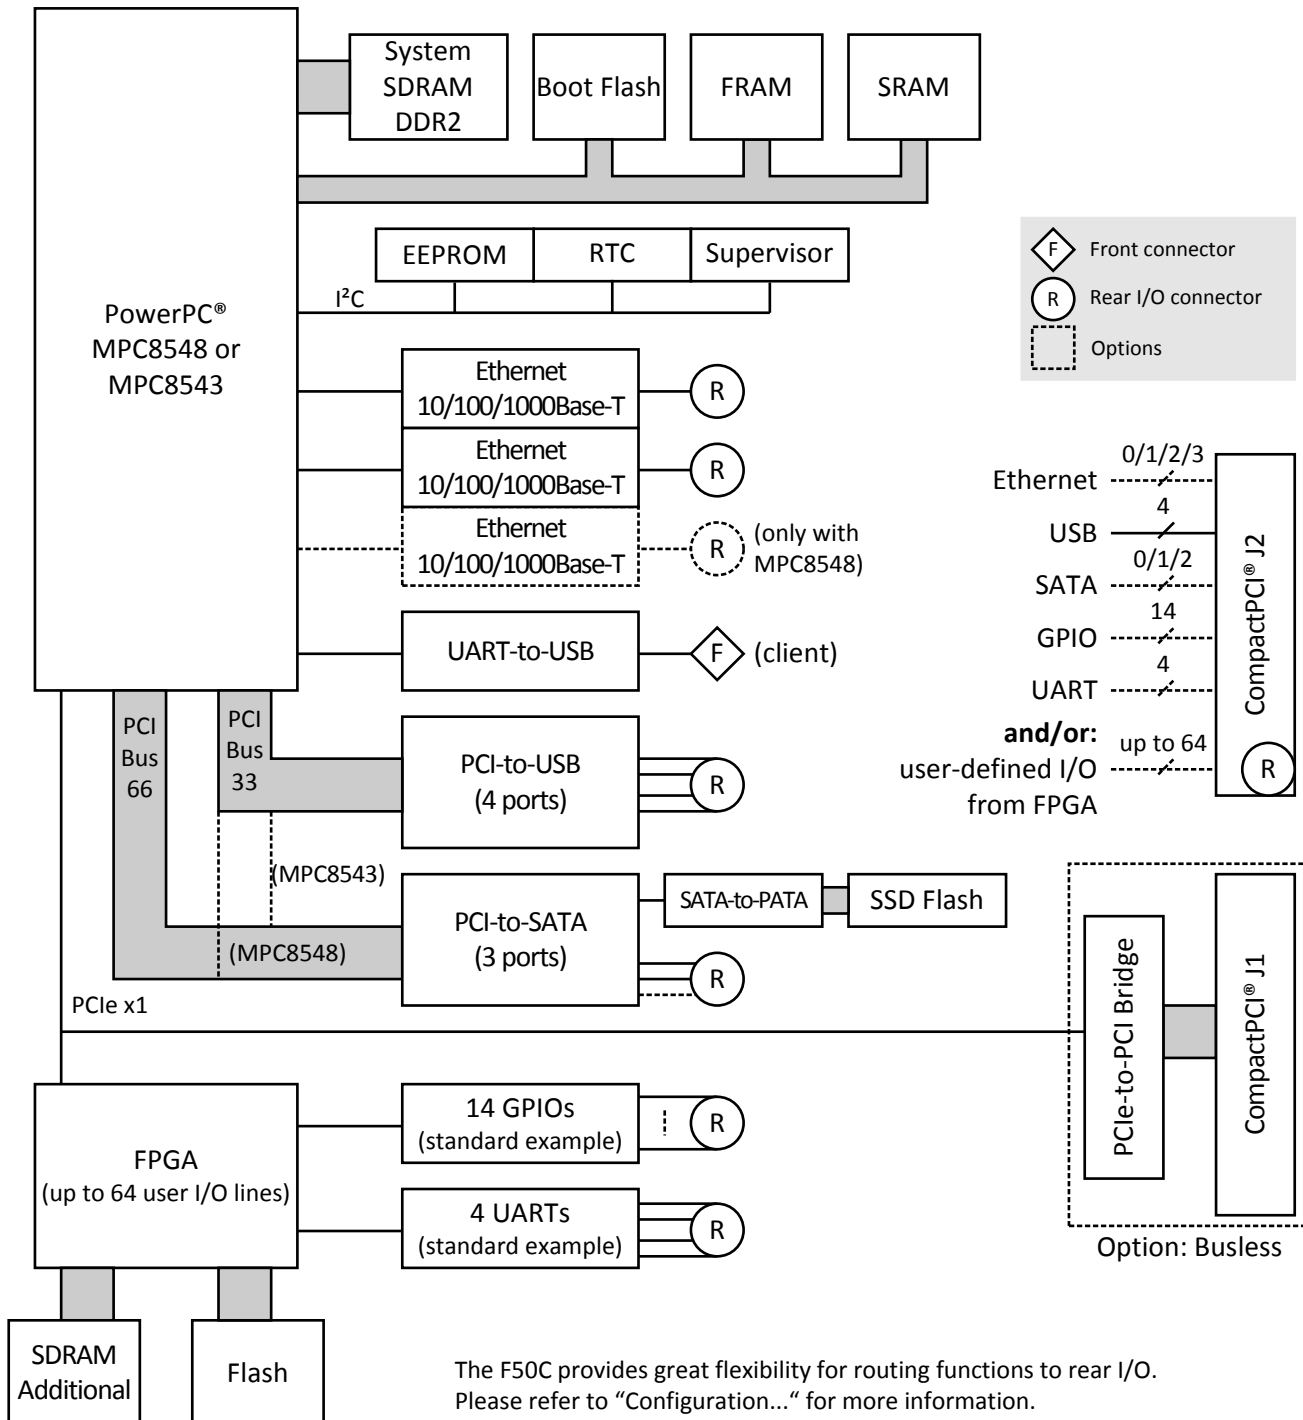 System
SDRAM
DDR2
Boot Flash
FRAM
SRAM
EEPROM
RTC
Supervisor
I²C
PowerPC®
MPC8548 or
MPC8543
F
Front connector
R
Rear I/O connector
Options
Ethernet
10/100/1000Base-T
R
Ethernet
10/100/1000Base-T
R
Ethernet
10/100/1000Base-T
R
(only with
MPC8548)
UART-to-USB
F
(client)
Ethernet
0/1/2/3
USB
4
SATA
0/1/2
GPIO
14
UART
4
and/or:
user-defined I/O
from FPGA
up to 64
CompactPCI® J2
R
PCI
Bus
66
PCI
Bus
33
PCI-to-USB
(4 ports)
R
(MPC8543)
(MPC8548)
PCI-to-SATA
(3 ports)
SATA-to-PATA
SSD Flash
R
PCIe x1
PCIe-to-PCI Bridge
CompactPCI® J1
Option: Busless
FPGA
(up to 64 user I/O lines)
14 GPIOs
(standard example)
R
4 UARTs
(standard example)
R
SDRAM
Additional
Flash
The F50C provides great flexibility for routing functions to rear I/O.
Please refer to “Configuration...“ for more information.